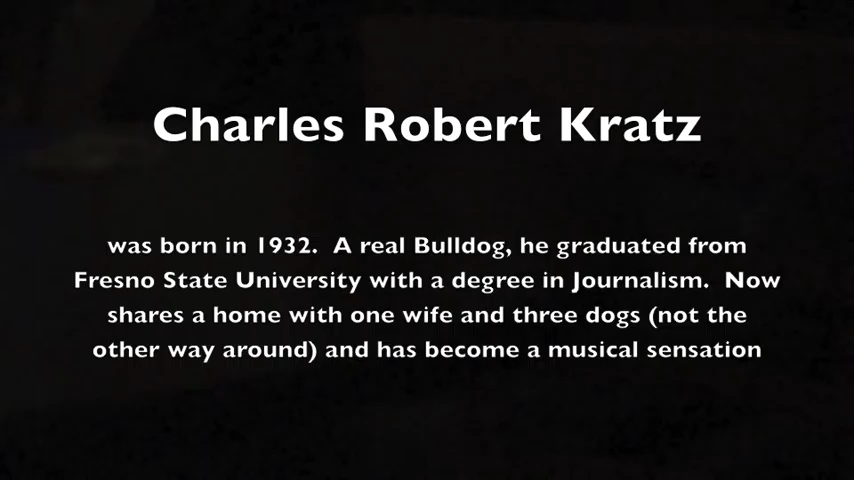 Charles Robert Kratz
was born in 1932.  A real Bulldog, he graduated from
Fresno State University with a degree in Journalism.  Now
shares a home with one wife and three dogs (not the
other way around) and has become a musical sensation